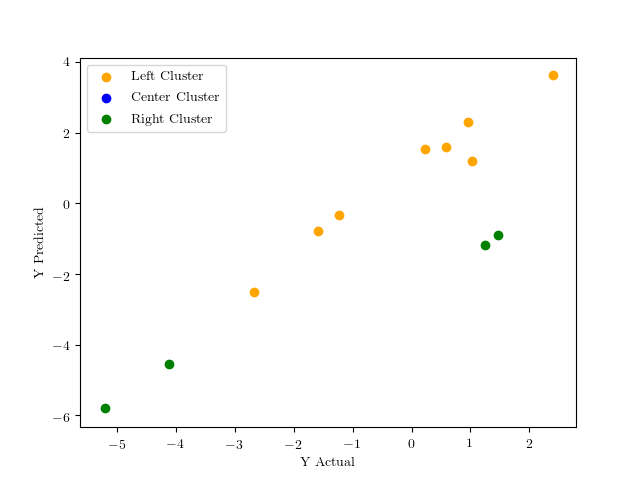 Left Cluster
Center Cluster
Right Cluster
4
2
0
−2
−4
−6
Y Predicted
−5 −4 −3 −2 −1 0 1 2
Y Actual